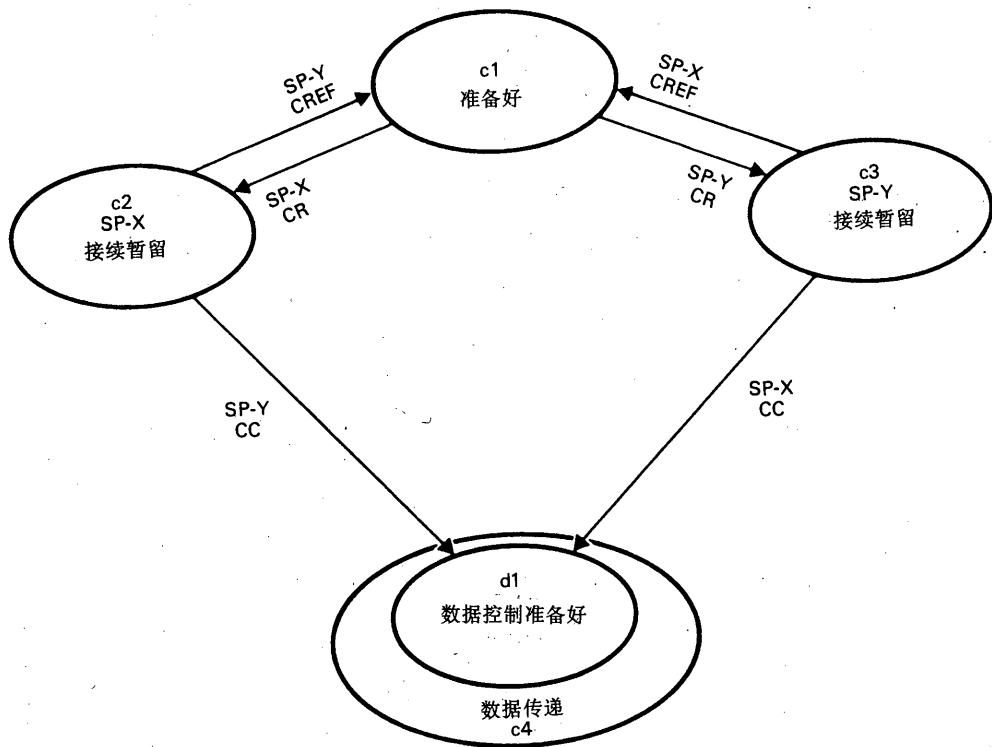 c1
准备好
SP-Y
CREF
SP-X
CREF
SP-X
CR
SP-Y
CR
c2
SP-X
接续暂留
c3
SP-Y
接续暂留
SP-Y
CC
SP-X
CC
d1
数据控制准备好
数据传递
c4